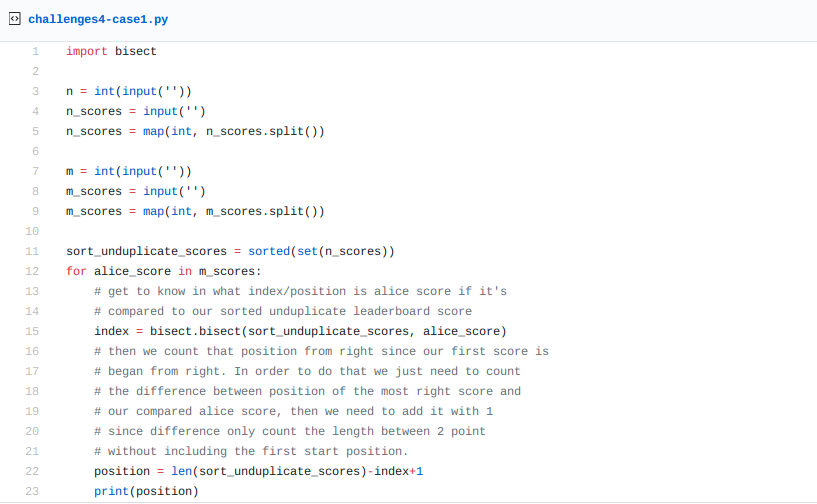 challenges4-case1.py
1 import bisect
2
3 n = int(input(''))
4 n_scores = input('')
5 n_scores = map(int, n_scores.split())
6
7 m = int(input(''))
8 m_scores = input('')
9 m_scores = map(int, m_scores.split())
10
11 sort_unduplicate_scores = sorted(set(n_scores))
12 for alice_score in m_scores:
13     # get to know in what index/position is alice score if it's
14     # compared to our sorted unduplicate leaderboard score
15     index = bisect.bisect(sort_unduplicate_scores, alice_score)
16     # then we count that position from right since our first score is
17     # began from right. In order to do that we just need to count
18     # the difference between position of the most right score and
19     # our compared alice score, then we need to add it with 1
20     # since difference only count the length between 2 point
21     # without including the first start position.
22     position = len(sort_unduplicate_scores)-index+1
23     print(position)